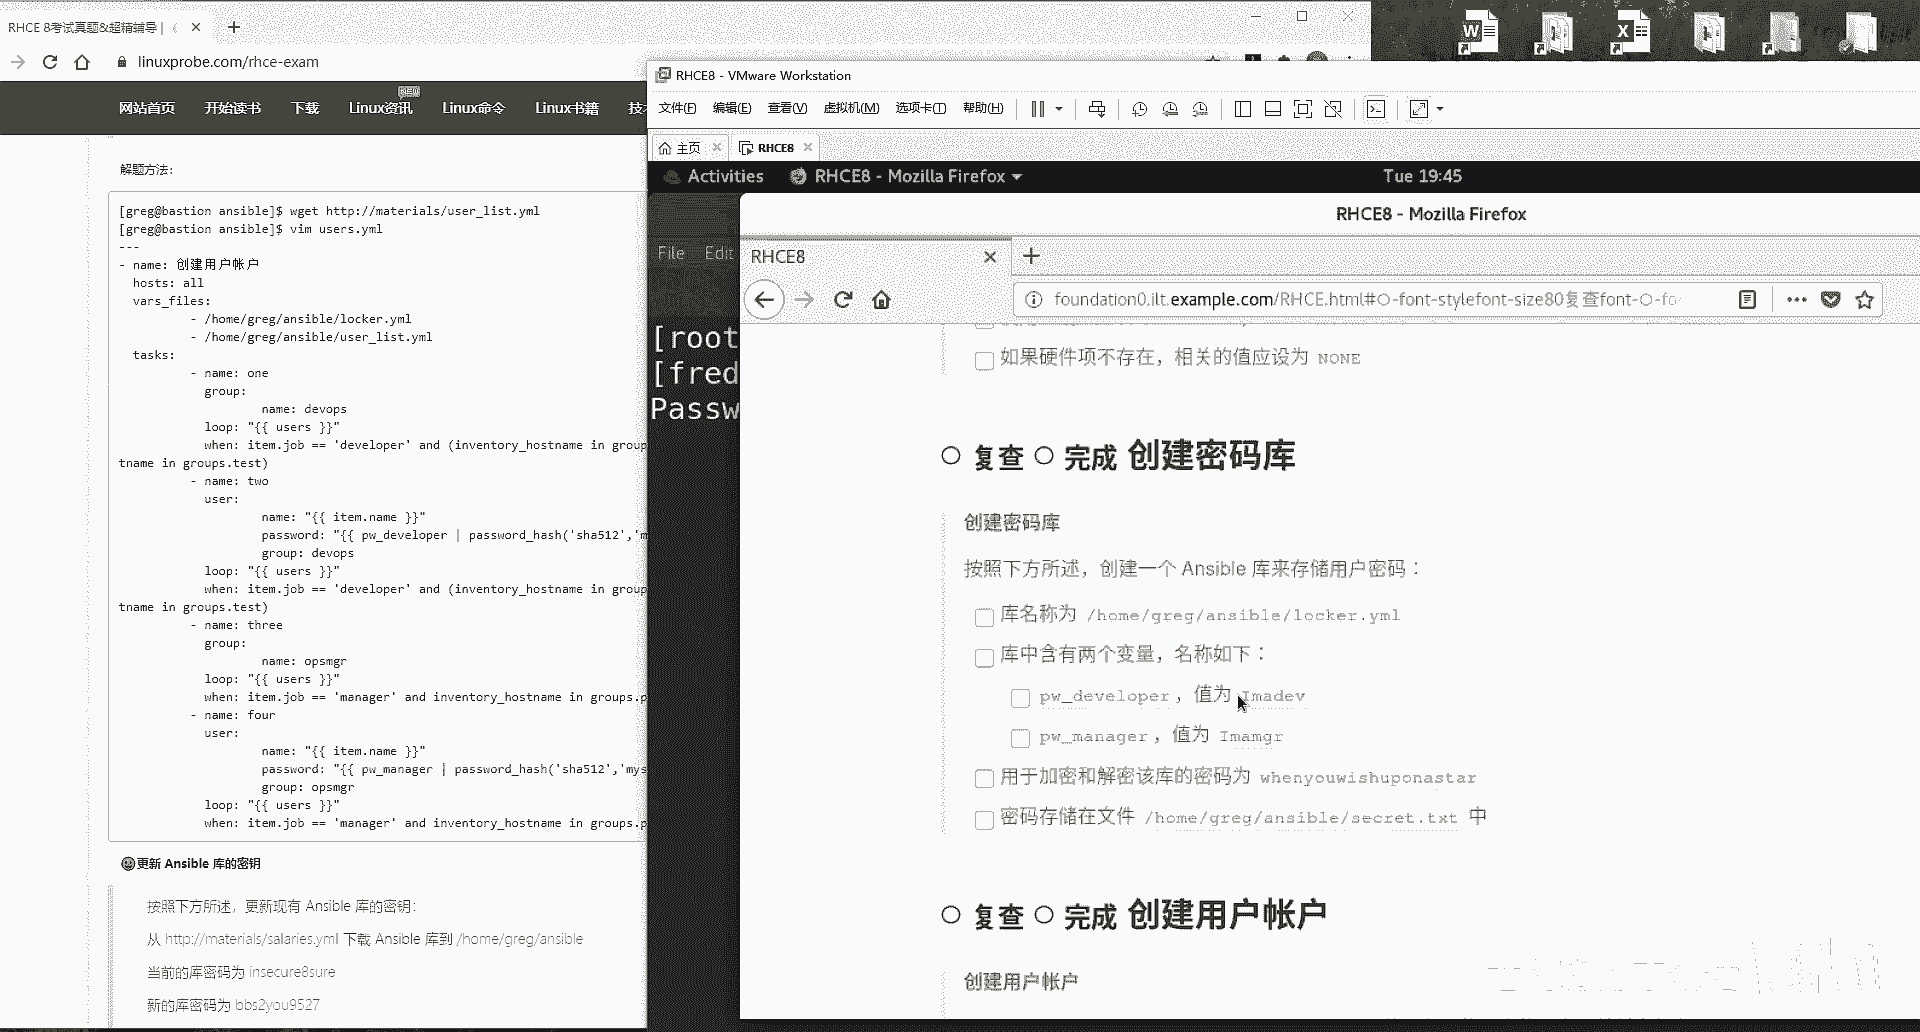 RHCE 8考试真题&超精辅导 |
linuxprobe.com/rhce-exam
网站首页 开始读书 下载 Linux资讯 Linux命令 Linux书籍 技
NEW
解题方法:
[greg@bastion ansible]$ wget http://materials/user_list.yml
[greg@bastion ansible]$ vim users.yml
---
- name: 创建用户帐户
hosts: all
vars_files:
- /home/greg/ansible/locker.yml
- /home/greg/ansible/user_list.yml
tasks:
- name: one
group:
name: devops
loop: "{{ users }}"
when: item.job == 'developer' and (inventory_hostname in group
tname in groups.test)
- name: two
user:
name: "{{ item.name }}"
password: "{{ pw_developer | password_hash('sha512','m
group: devops
loop: "{{ users }}"
when: item.job == 'developer' and (inventory_hostname in group
tname in groups.test)
- name: three
group:
name: opsmgr
loop: "{{ users }}"
when: item.job == 'manager' and inventory_hostname in groups.p
- name: four
user:
name: "{{ item.name }}"
password: "{{ pw_manager | password_hash('sha512','mys
group: opsmgr
loop: "{{ users }}"
when: item.job == 'manager' and inventory_hostname in groups.p
更新 Ansible 库的密钥
按照下方所述，更新现有 Ansible 库的密钥:
从 http://materials/salaries.yml 下载 Ansible 库到 /home/greg/ansible
当前的库密码为 insecure8sure
新的库密码为 bbs2you9527
RHCE8 - VMware Workstation
文件(F) 编辑(E) 查看(V) 虚拟机(M) 选项卡(T) 帮助(H)
主页 RHCE8
Activities RHCE8 - Mozilla Firefox Tue 19:45
File Edit
[root
[fred
Passw
RHCE8 - Mozilla Firefox
RHCE8
foundation0.ilt.example.com/RHCE.html#○-font-stylefont-size80复查font-○-fo
如果硬件项不存在，相关的值应设为 NONE
复查 完成 创建密码库
创建密码库
按照下方所述，创建一个 Ansible 库来存储用户密码：
库名称为 /home/greg/ansible/locker.yml
库中含有两个变量，名称如下：
pw_developer，值为 Imadev
pw_manager，值为 Imamgr
用于加密和解密该库的密码为 whenyouwishuponastar
密码存储在文件 /home/greg/ansible/secret.txt 中
复查 完成 创建用户帐户
创建用户帐户